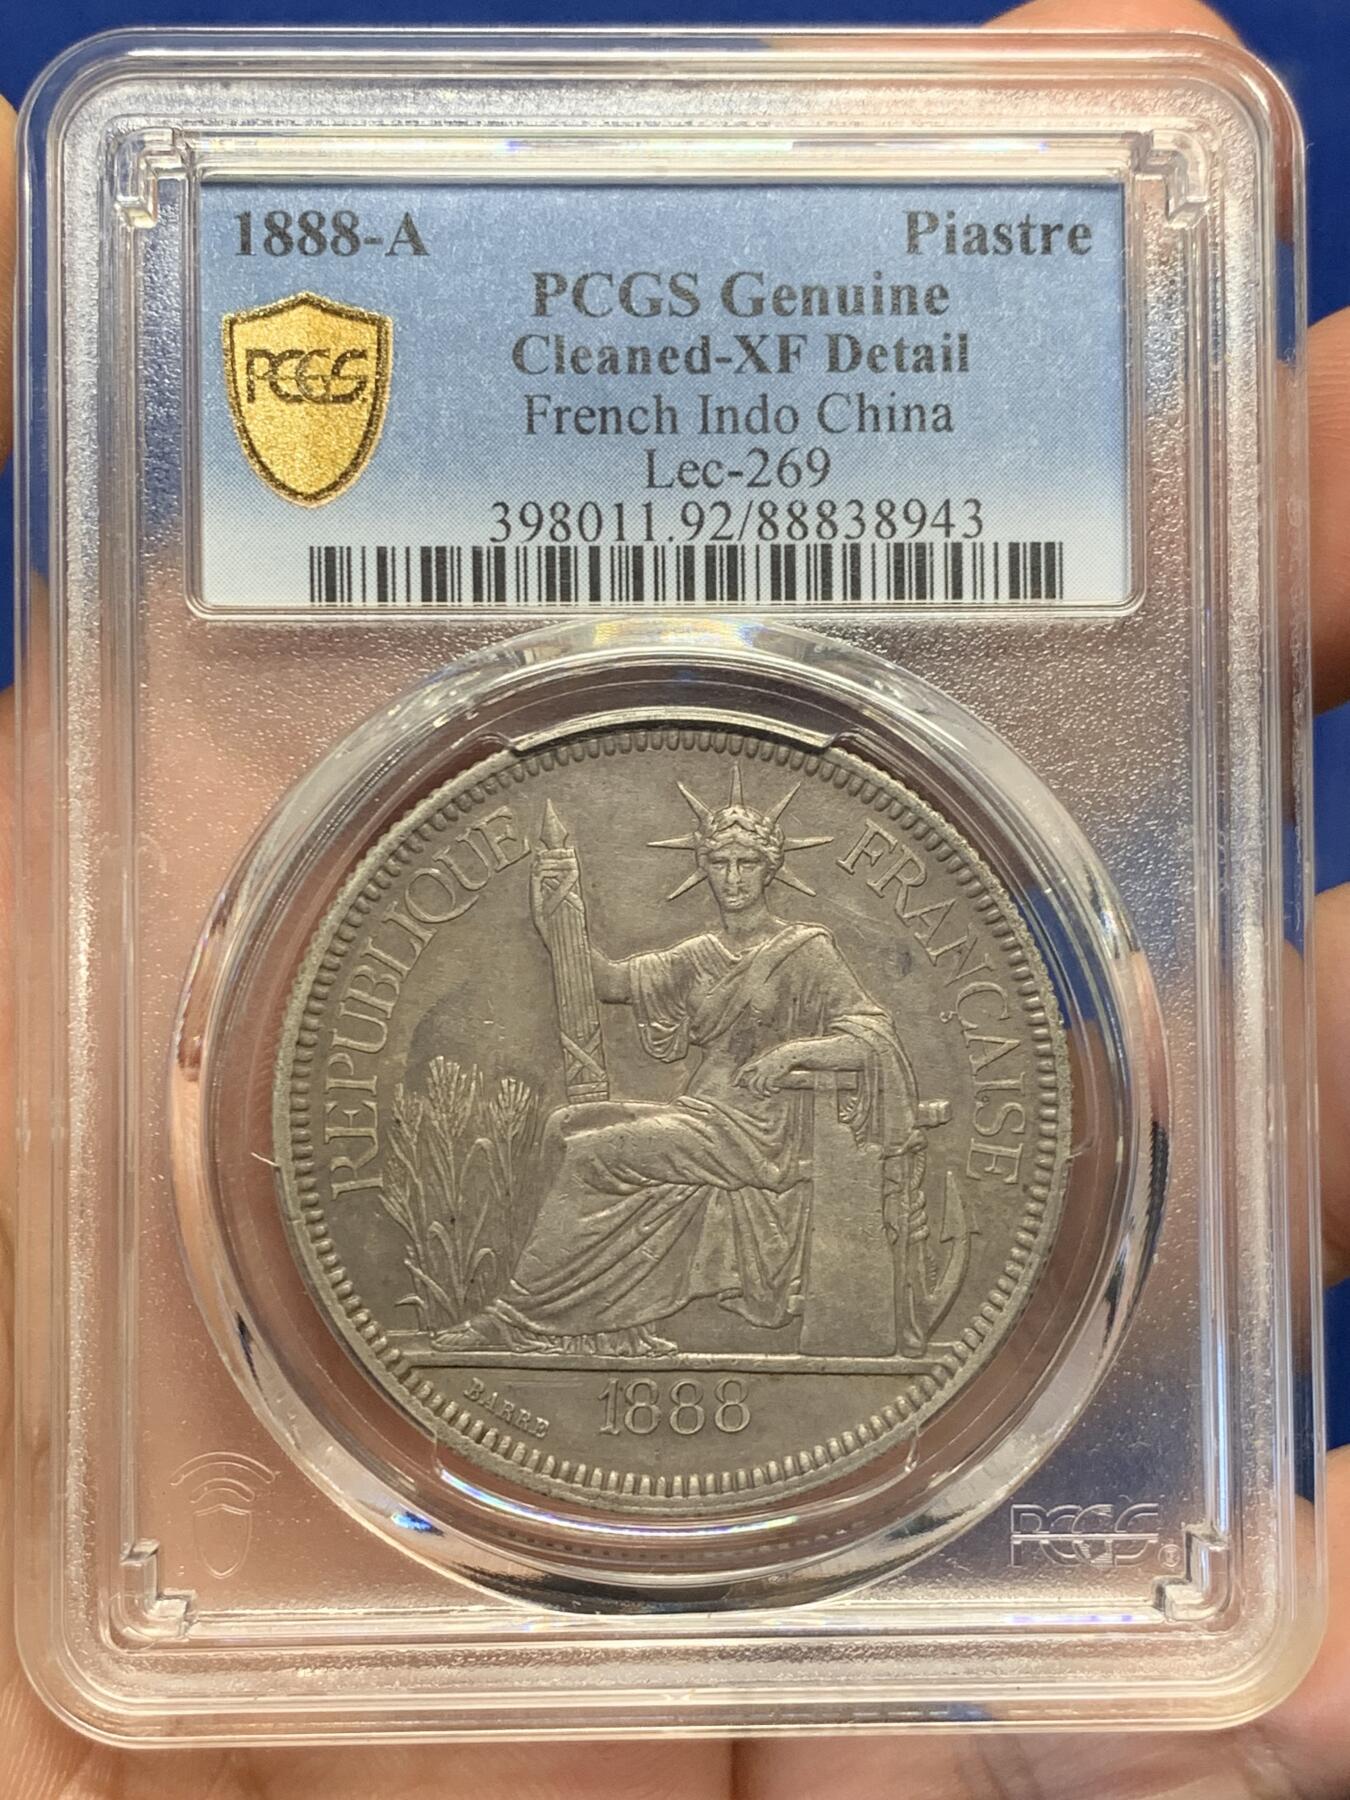 1888-A Piastre
PCGS Genuine
Cleaned-XF Detail
French Indo China
Lec-269
398011.92/88838943
PCGS
REPUBLIQUE FRANÇAISE
BARRE
1888
PCGS®